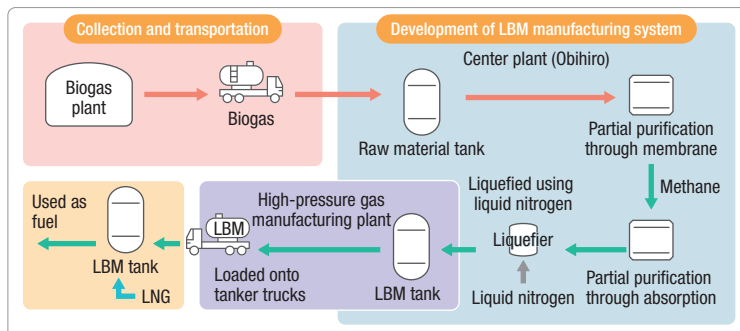 Collection and transportation
Development of LBM manufacturing system
Biogas
plant
Biogas
Center plant (Obihiro)
Raw material tank
Partial purification
through membrane
Methane
Used as
fuel
LBM tank
LNG
LBM
High-pressure gas
manufacturing plant
Loaded onto
tanker trucks
LBM tank
Liquefied using
liquid nitrogen
Liquefier
Liquid nitrogen
Partial purification
through absorption